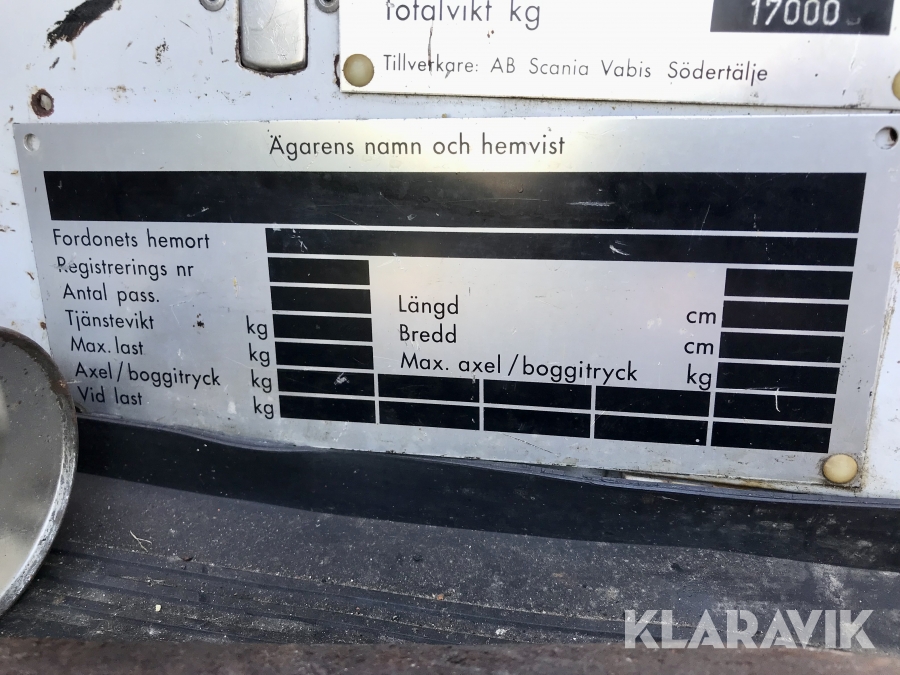 Totalvikt kg 17000
Tillverkare: AB Scania Vabis Södertälje
Ägarens namn och hemvist
Fordonets hemort
Registrerings nr
Antal pass.
Tjänstevikt kg
Max. last kg
Axel/boggitryck kg
Vid last kg
Längd cm
Bredd cm
Max. axel/boggitryck kg
KLARAVIK